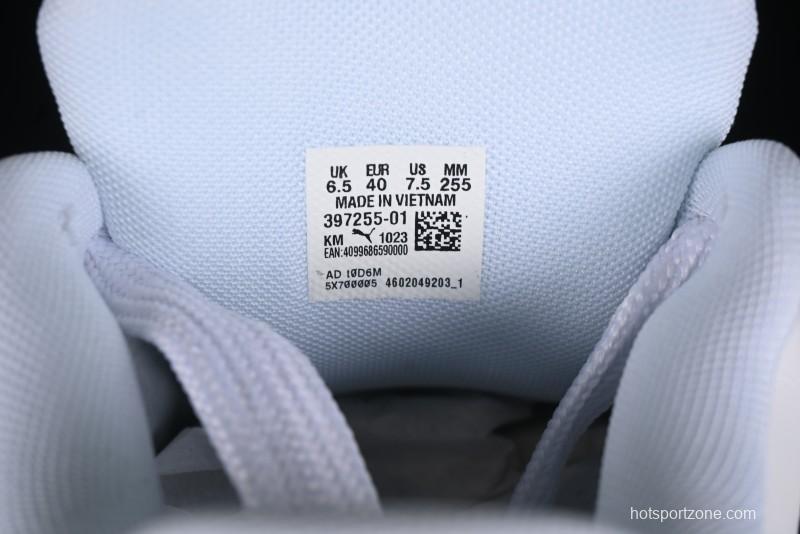 UK EUR US MM
6.5 40 7.5 255
MADE IN VIETNAM
397255-01
KM 1023
EAN:4099686590000
AD 10D6M
5X700005 4602049203_1
hotsportzone.com